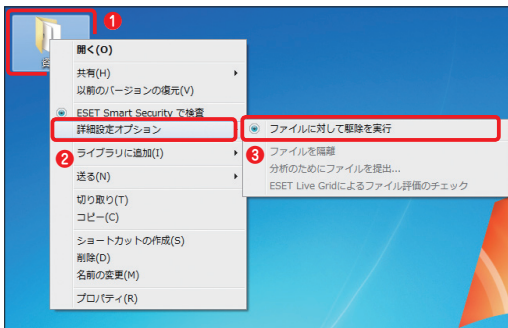 ❶
開く(O)
共有(H)
以前のバージョンの復元(V)
ESET Smart Security で検査
詳細設定オプション
❷
ライブラリに追加(I)
送る(N)
切り取り(T)
コピー(C)
ショートカットの作成(S)
削除(D)
名前の変更(M)
プロパティ(R)
ファイルに対して駆除を実行
❸
ファイルを隔離
分析のためにファイルを提出...
ESET Live Gridによるファイル評価のチェック